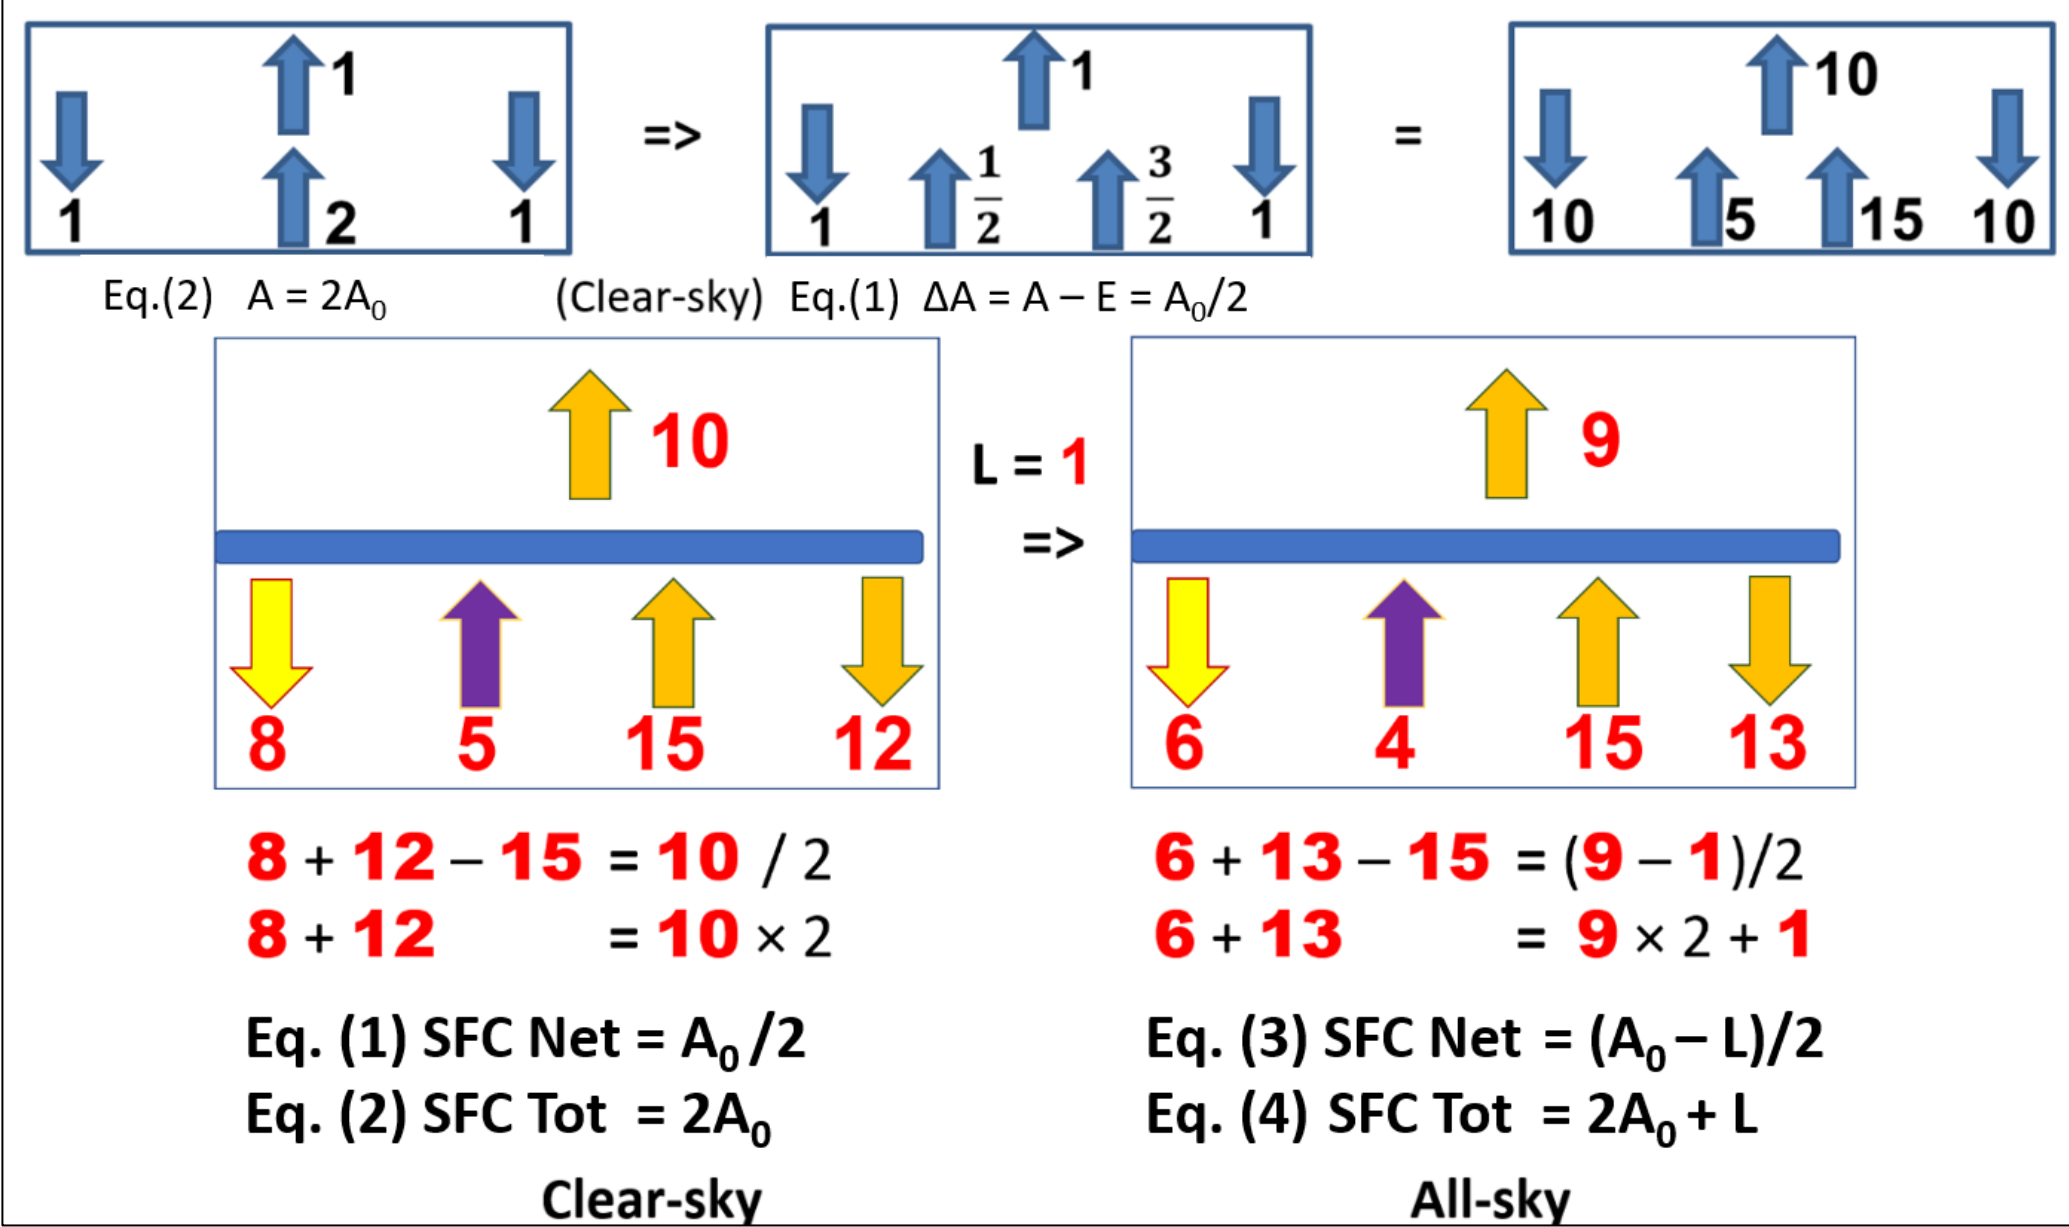 1 1 10
=> =
1 2 1 1 1/2 3/2 1 10 5 15 10
Eq.(2) A = 2A₀ (Clear-sky) Eq.(1) ΔA = A – E = A₀/2
10 L = 1 9
=>
8 5 15 12 6 4 15 13
8 + 12 – 15 = 10 / 2 6 + 13 – 15 = (9 – 1)/2
8 + 12 = 10 × 2 6 + 13 = 9 × 2 + 1
Eq. (1) SFC Net = A₀/2 Eq. (3) SFC Net = (A₀ – L)/2
Eq. (2) SFC Tot = 2A₀ Eq. (4) SFC Tot = 2A₀ + L
Clear-sky All-sky